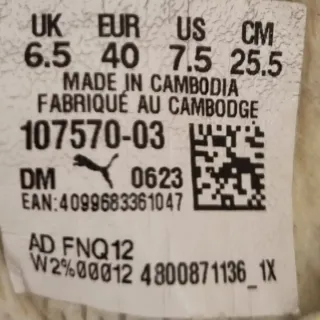 UK EUR US CM
6.5 40 7.5 25.5
MADE IN CAMBODIA
FABRIQUÉ AU CAMBODGE
107570-03
DM 0623
EAN:4099683361047
AD FNQ12
W2%00012 4800871136_1X